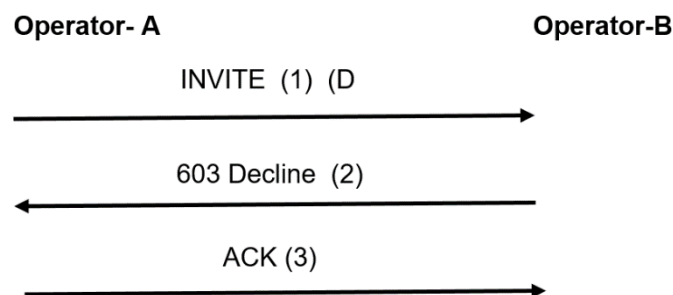 Operator- A Operator-B
INVITE (1) (D
603 Decline (2)
ACK (3)